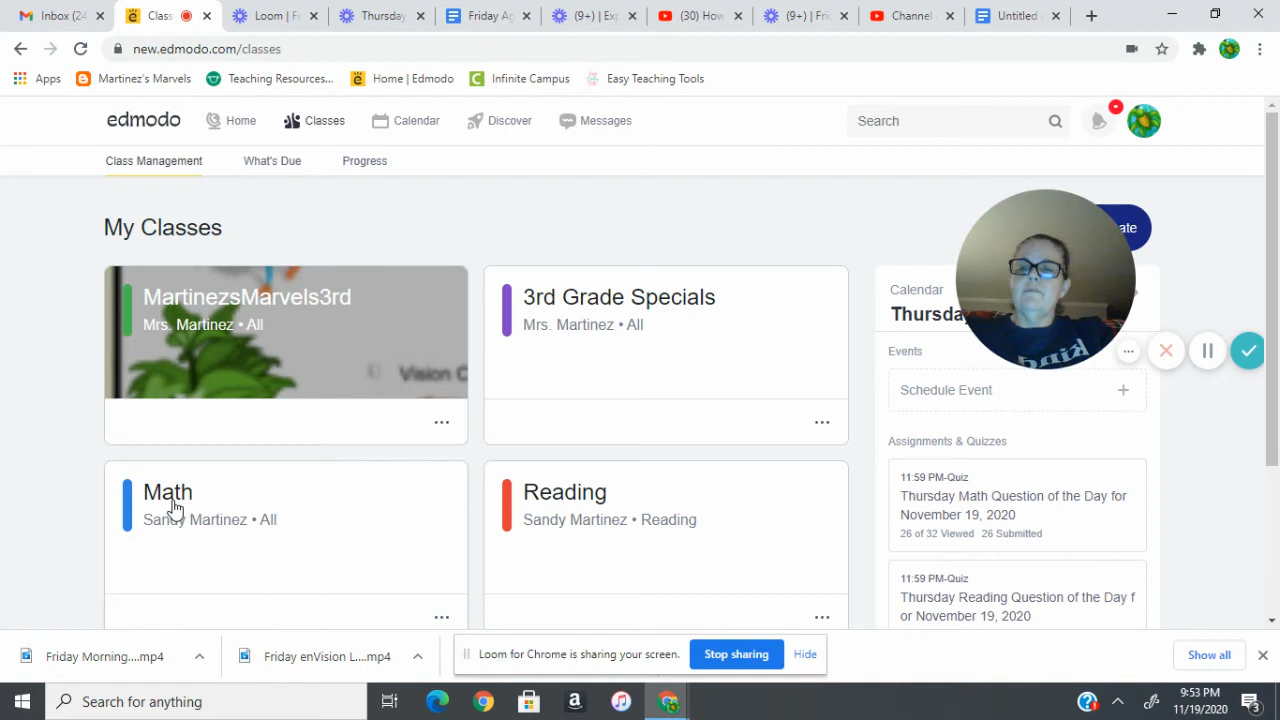 Inbox (24
Class
Loom | F
Thursday
Friday Ag
(9+) | Exp
(30) How
(9+) | Fric
Channel
Untitled
new.edmodo.com/classes
Apps
Martinez's Marvels
Teaching Resources...
Home | Edmodo
Infinite Campus
Easy Teaching Tools
edmodo
Home
Classes
Calendar
Discover
Messages
Search
Class Management
What's Due
Progress
My Classes
ate
MartinezsMarvels3rd
Mrs. Martinez • All
Vision C
3rd Grade Specials
Mrs. Martinez • All
Calendar
Thursda
kind
Events
Schedule Event
Assignments & Quizzes
11:59 PM-Quiz
Thursday Math Question of the Day for
November 19, 2020
26 of 32 Viewed 26 Submitted
11:59 PM-Quiz
Thursday Reading Question of the Day f
or November 19, 2020
Math
Sandy Martinez • All
Reading
Sandy Martinez • Reading
Friday Morning....mp4
Friday enVision L....mp4
Loom for Chrome is sharing your screen.
Stop sharing
Hide
Show all
Search for anything
9:53 PM
11/19/2020
3